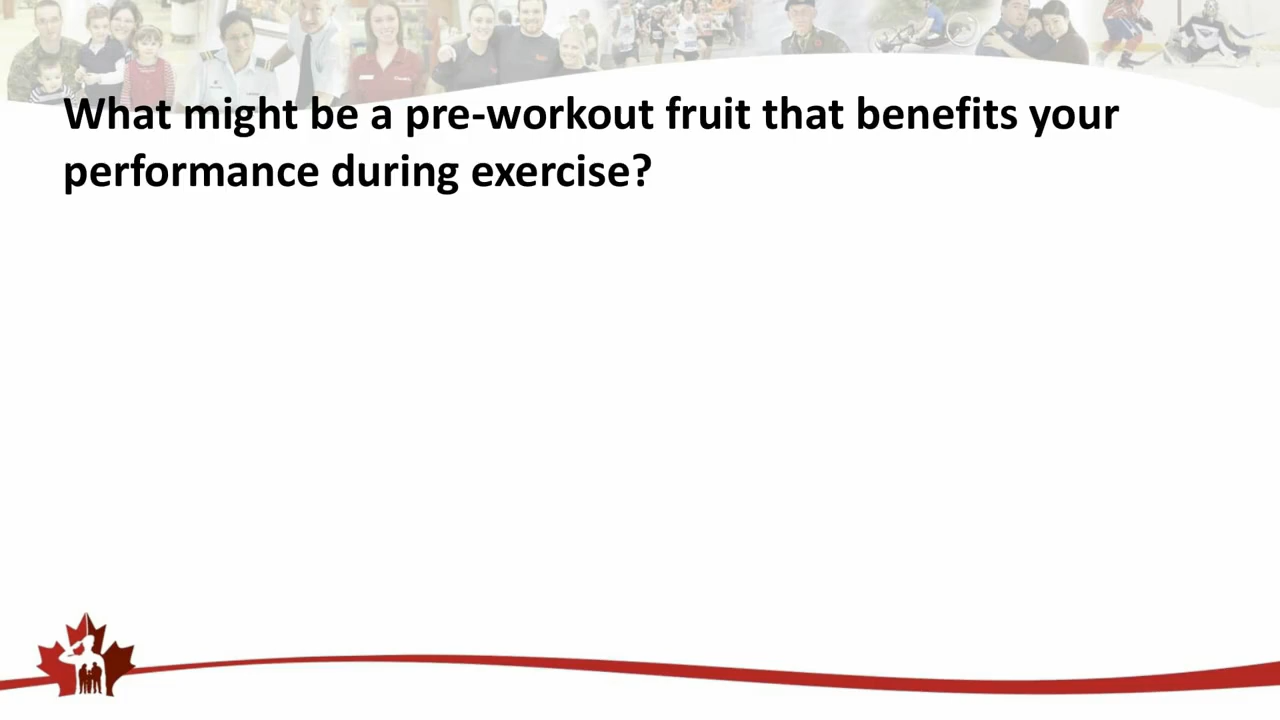 What might be a pre-workout fruit that benefits your
performance during exercise?